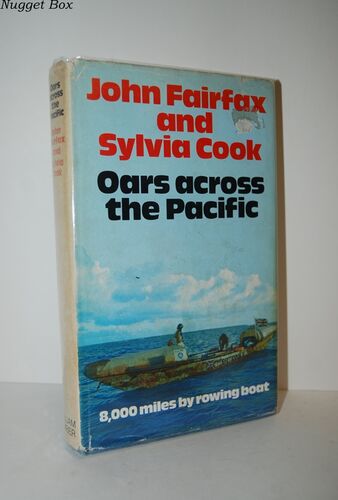 Nugget Box
Oars
across
the
Pacific
John Fairfax
and
Sylvia Cook
Oars across
the Pacific
8,000 miles by rowing boat